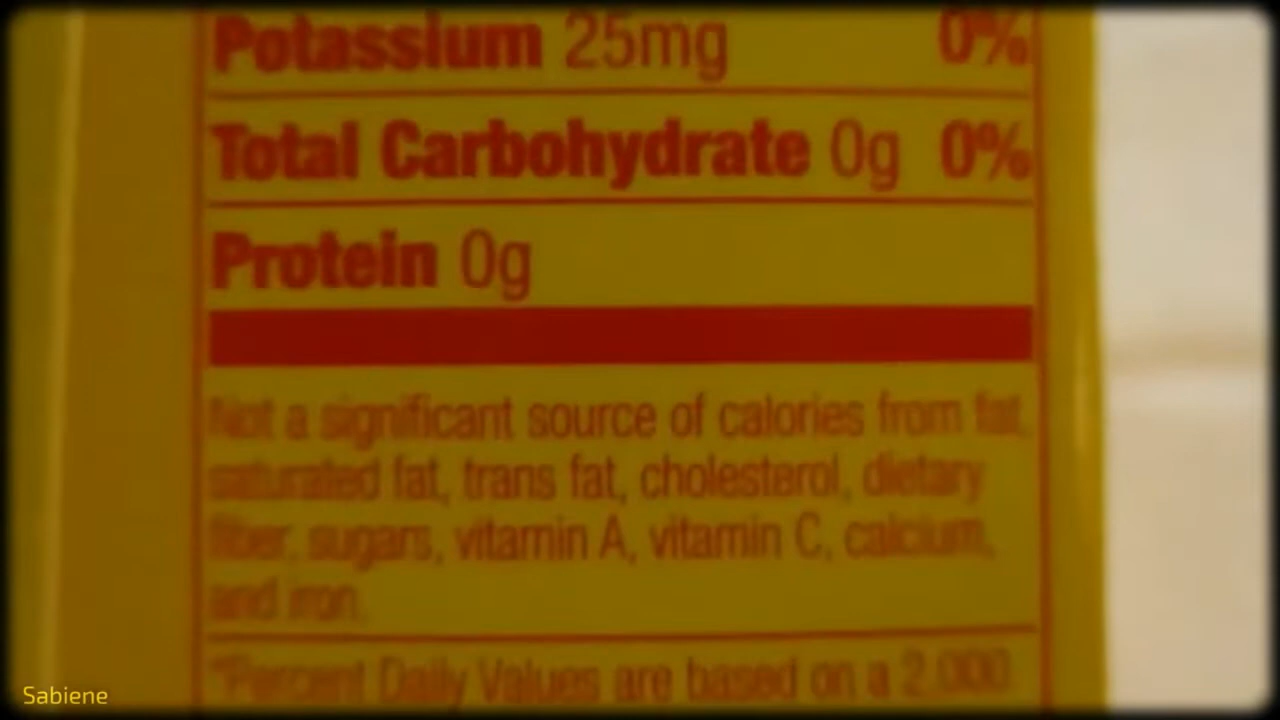 Potassium 25mg 0%
Total Carbohydrate 0g 0%
Protein 0g
Not a significant source of calories from fat,
saturated fat, trans fat, cholesterol, dietary
fiber, sugars, vitamin A, vitamin C, calcium,
and iron.
*Percent Daily Values are based on a 2,000
Sabiene